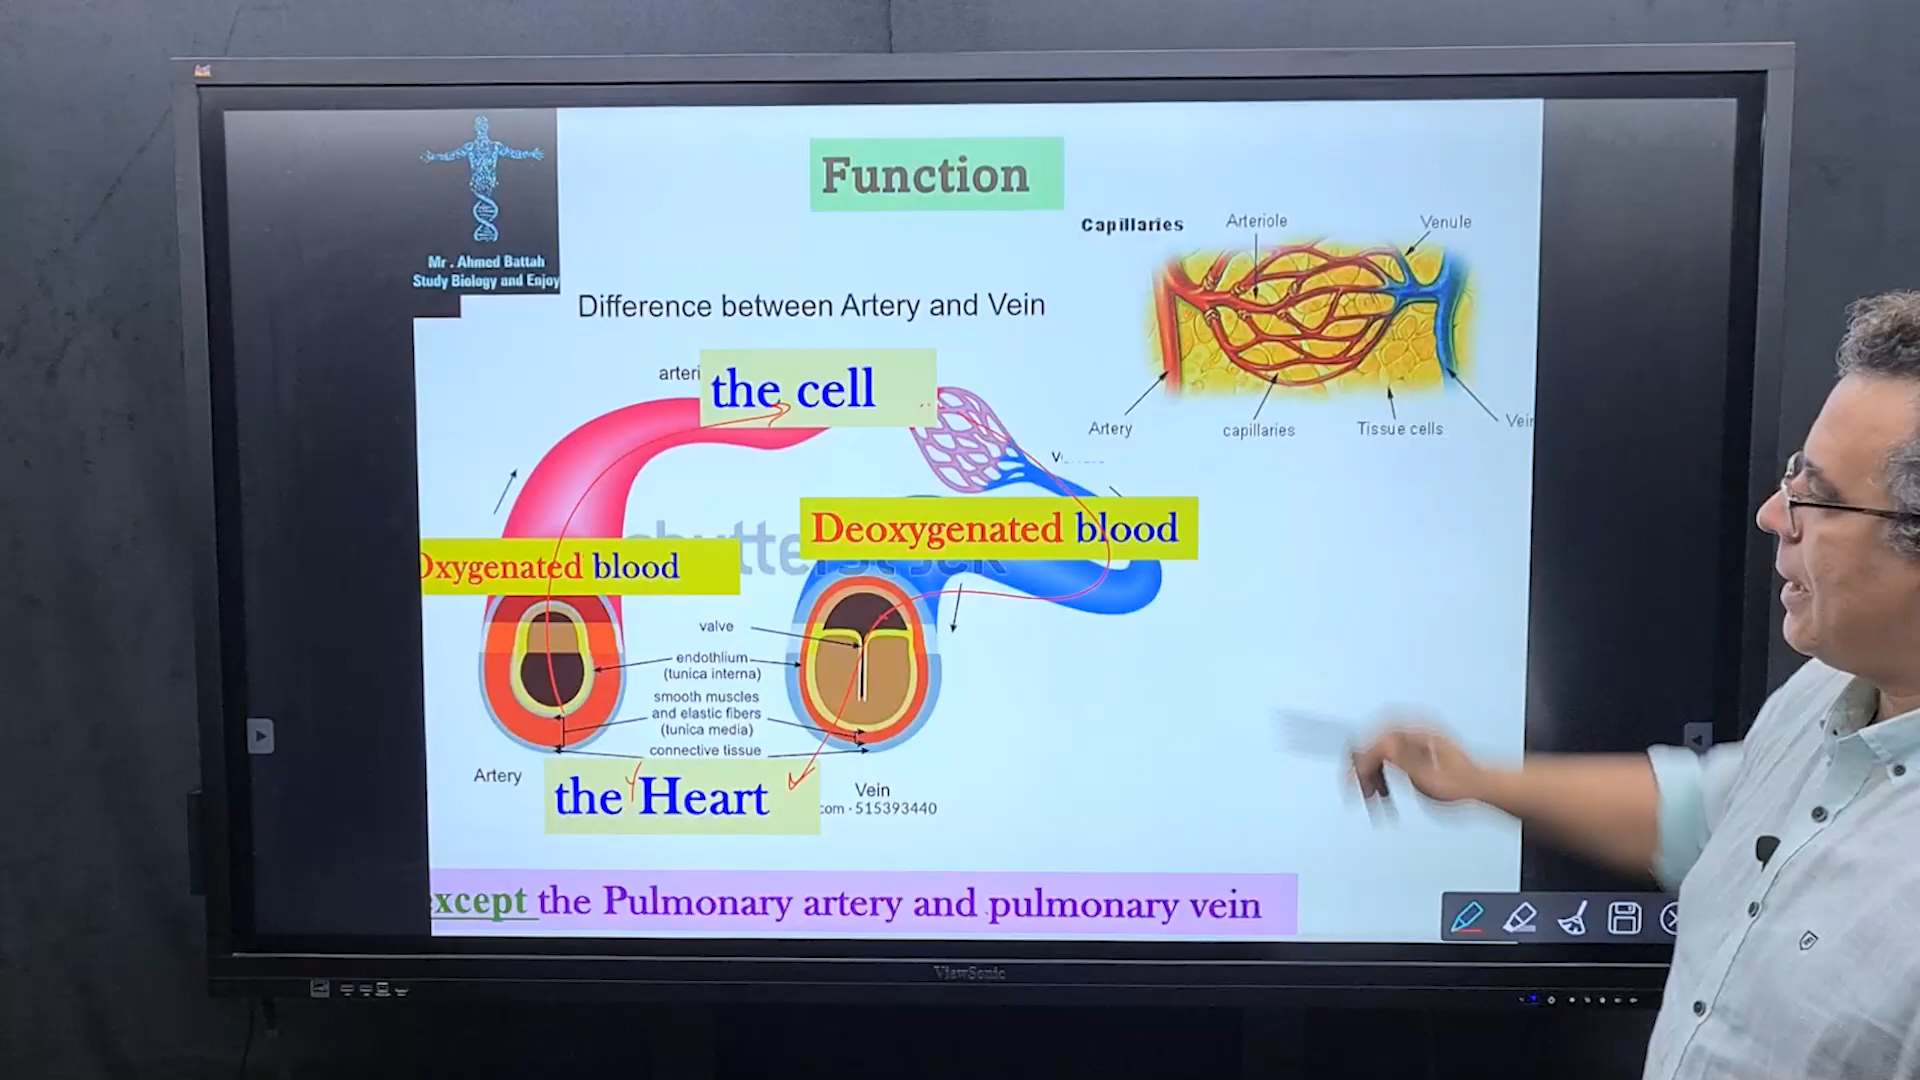 Function
Mr . Ahmed Battah
Study Biology and Enjoy
Capillaries
Arteriole
Venule
Difference between Artery and Vein
the cell
Artery
capillaries
Tissue cells
Deoxygenated blood
Oxygenated blood
valve
endothlium
(tunica interna)
smooth muscles
and elastic fibers
(tunica media)
connective tissue
Artery
the Heart
Vein
com · 515393440
except the Pulmonary artery and pulmonary vein
ViewSonic